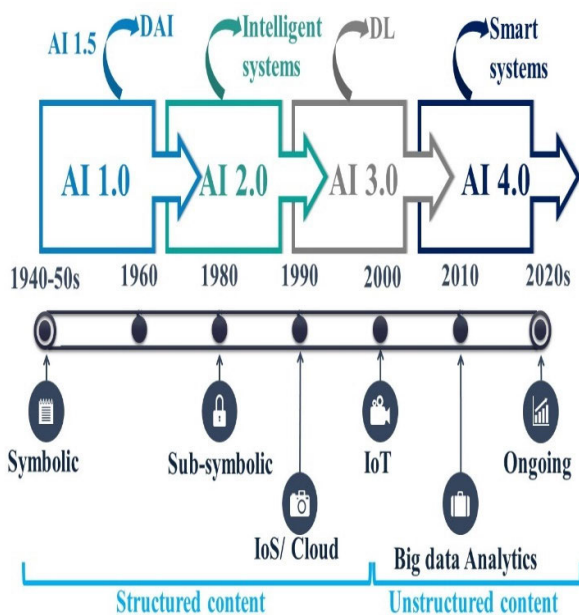 AI 1.5
DAI
Intelligent
systems
DL
Smart
systems
AI 1.0
AI 2.0
AI 3.0
AI 4.0
1940-50s
1960
1980
1990
2000
2010
2020s
Symbolic
Sub-symbolic
IoT
Ongoing
IoS/ Cloud
Big data Analytics
Structured content
Unstructured content